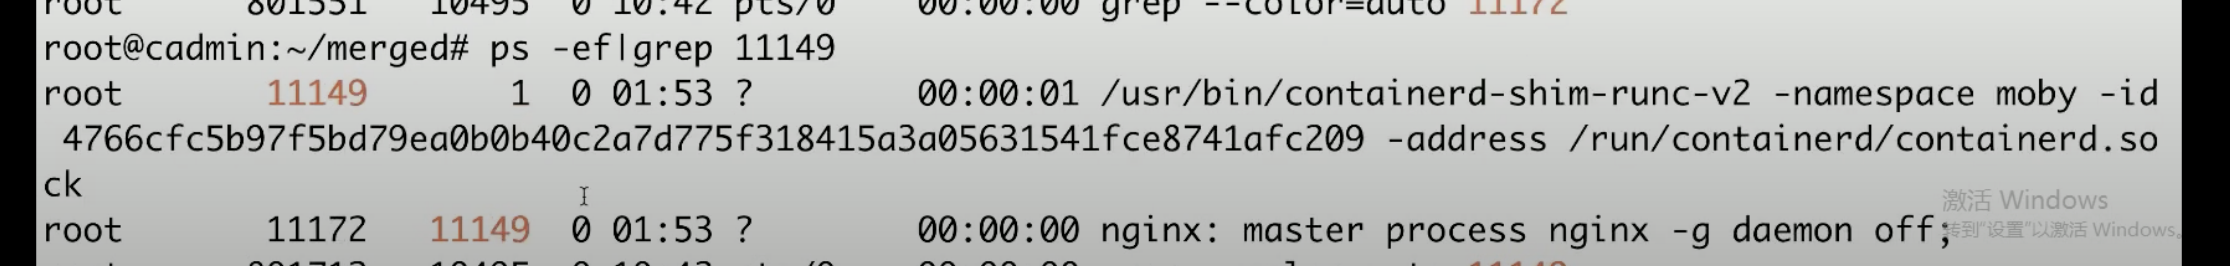 root 801551 10495 0 10:42 pts/0 00:00:00 grep --color=auto 11172
root@cadmin:~/merged# ps -ef|grep 11149
root 11149 1 0 01:53 ? 00:00:01 /usr/bin/containerd-shim-runc-v2 -namespace moby -id
4766cfc5b97f5bd79ea0b0b40c2a7d775f318415a3a05631541fce8741afc209 -address /run/containerd/containerd.so
ck
root 11172 11149 0 01:53 ? 00:00:00 nginx: master process nginx -g daemon off;
激活 Windows
转到"设置"以激活 Windows。